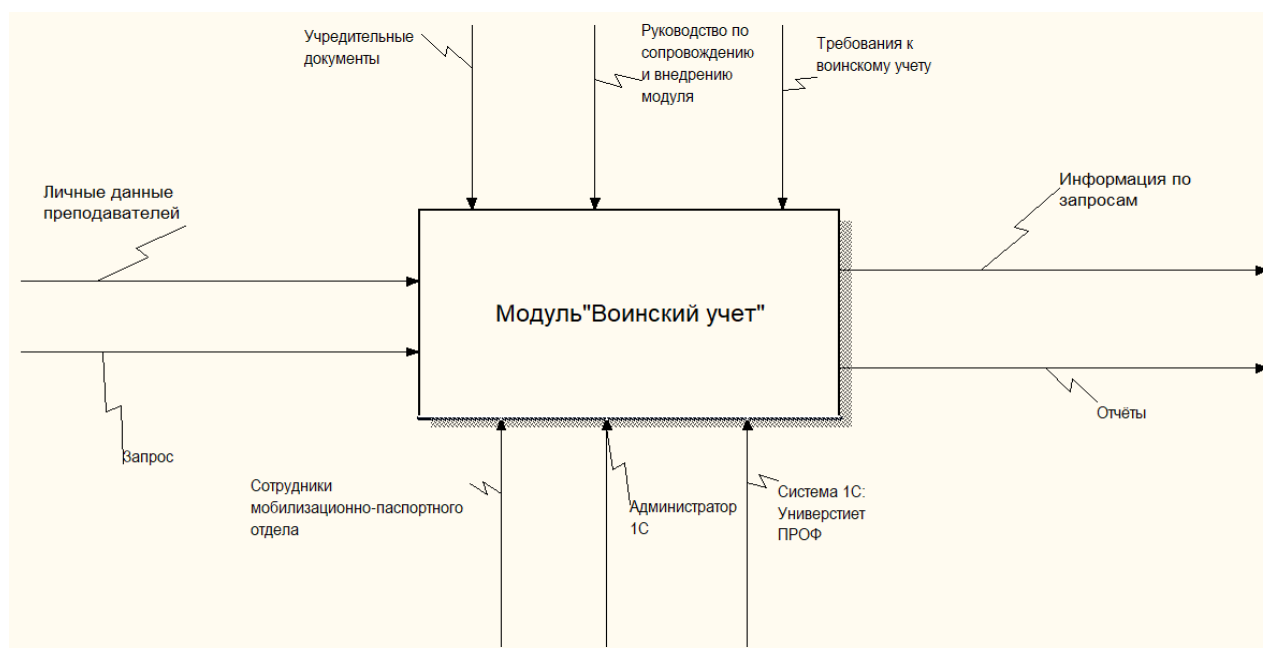 Учредительные
документы
Руководство по
сопровождению
и внедрению
модуля
Требования к
воинскому учету
Личные данные
преподавателей
Информация по
запросам
Модуль"Воинский учет"
Отчёты
Запрос
Сотрудники
мобилизационно-паспортного
отдела
Администратор
1С
Система 1С:
Универстиет
ПРОФ